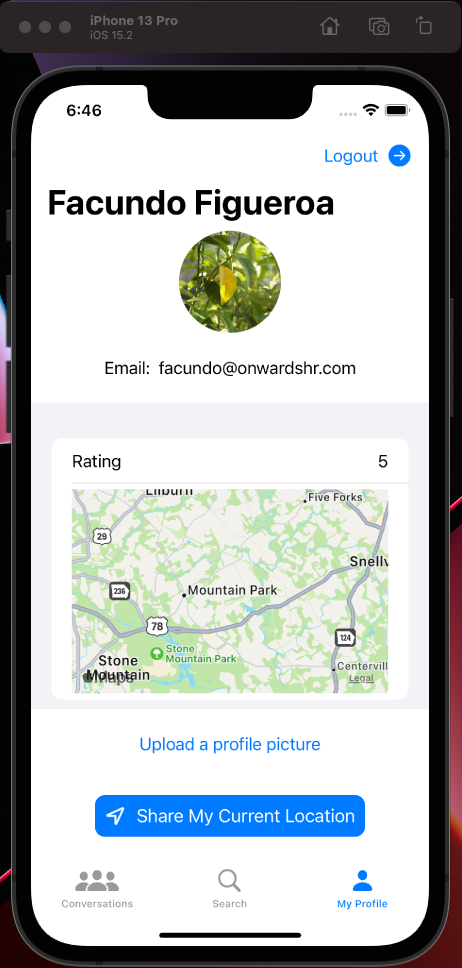 iPhone 13 Pro
iOS 15.2
6:46
Logout
Facundo Figueroa
Email: facundo@onwardshr.com
Rating 5
Lilburn
Five Forks
29
Snellv
236
Mountain Park
78
124
Stone
Mountain Park
Stone
Mountain
Maps
Centervill
Legal
Upload a profile picture
Share My Current Location
Conversations Search My Profile